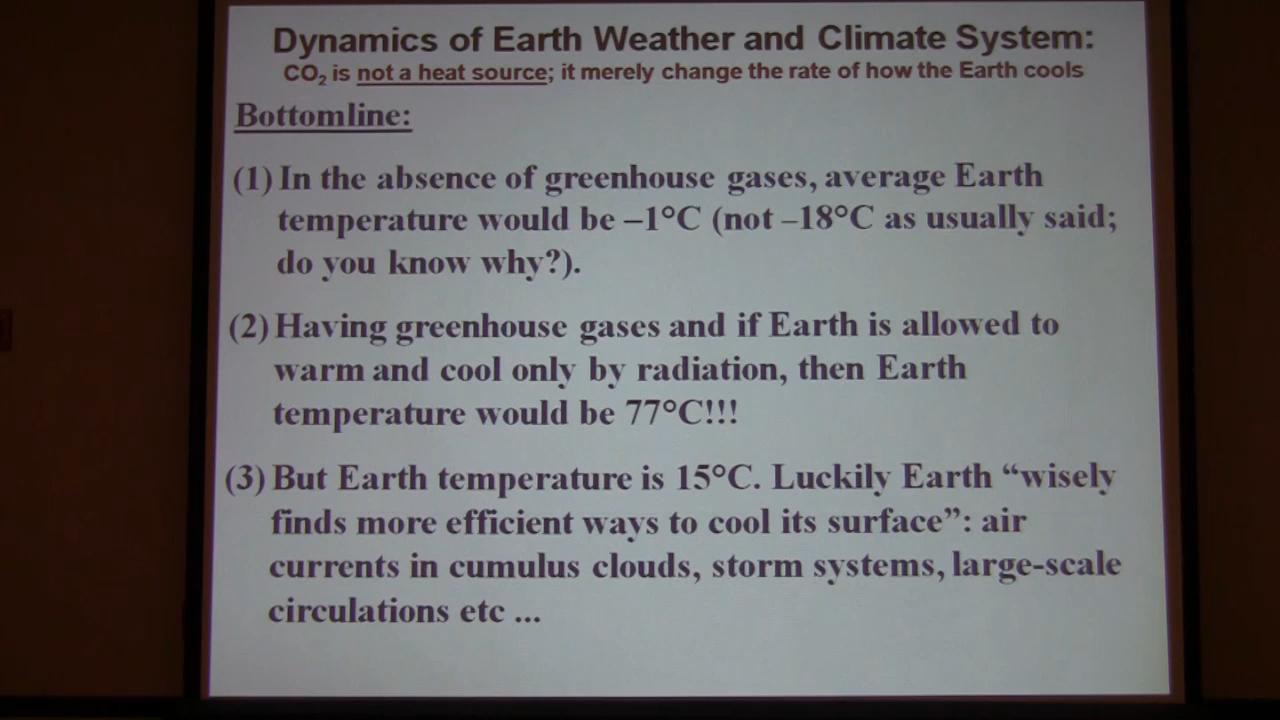 Dynamics of Earth Weather and Climate System:
CO₂ is not a heat source; it merely change the rate of how the Earth cools
Bottomline:
(1) In the absence of greenhouse gases, average Earth
temperature would be –1°C (not –18°C as usually said;
do you know why?).
(2) Having greenhouse gases and if Earth is allowed to
warm and cool only by radiation, then Earth
temperature would be 77°C!!!
(3) But Earth temperature is 15°C. Luckily Earth “wisely
finds more efficient ways to cool its surface”: air
currents in cumulus clouds, storm systems, large-scale
circulations etc ...